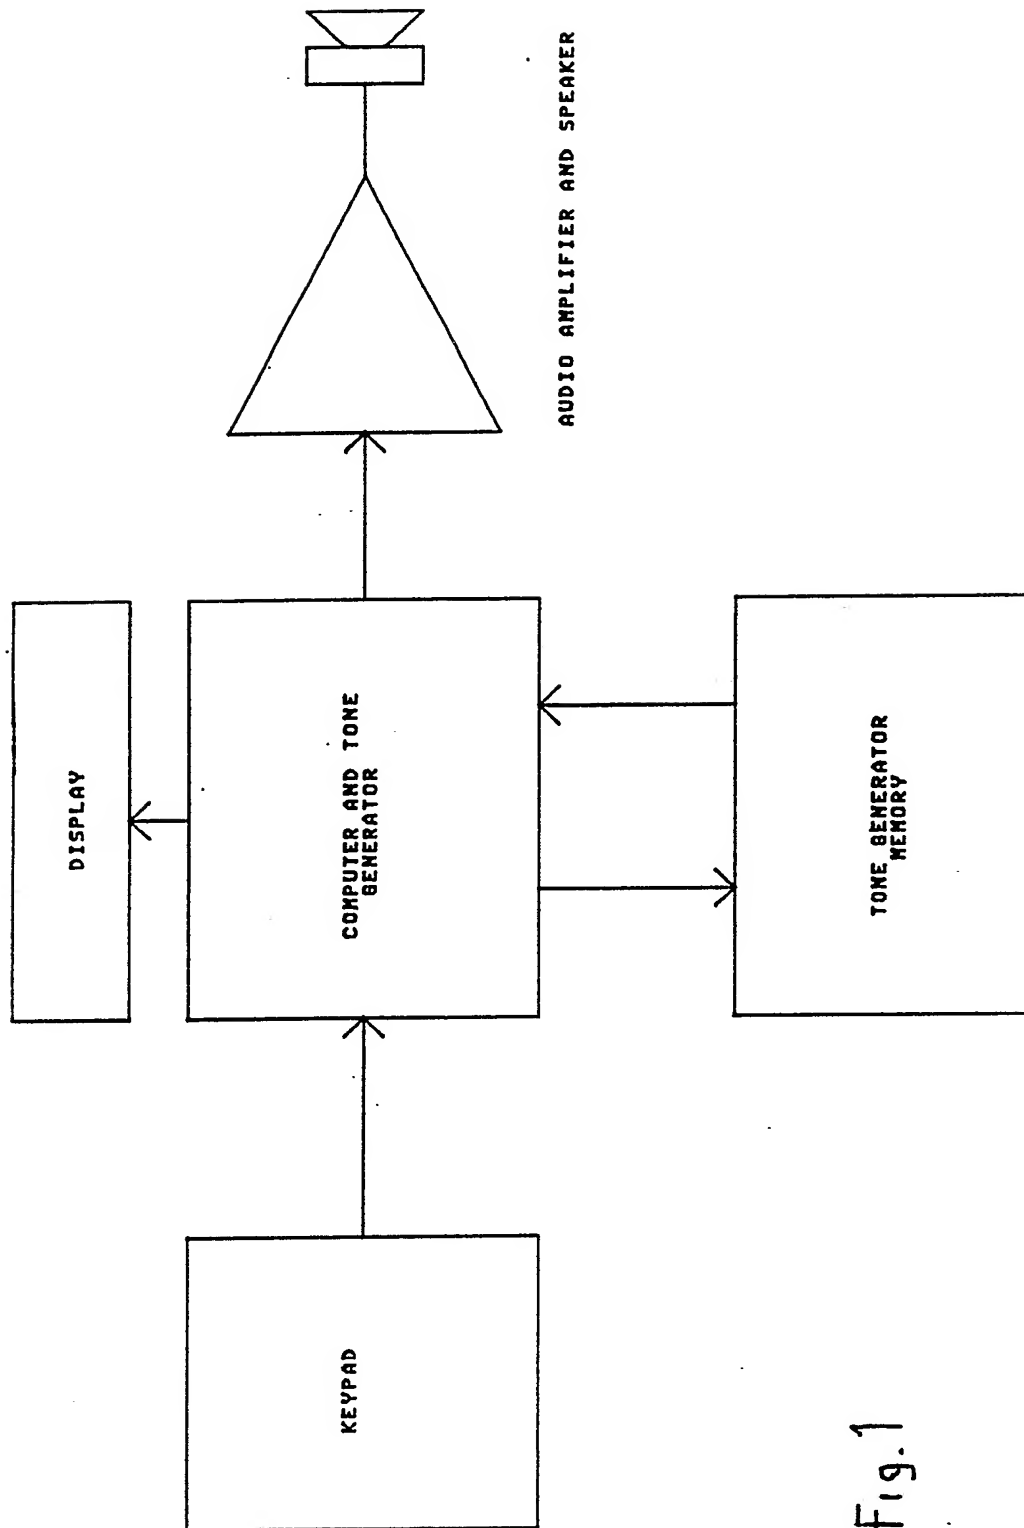 DISPLAY
KEYPAD
COMPUTER AND TONE
GENERATOR
AUDIO AMPLIFIER AND SPEAKER
TONE GENERATOR
MEMORY
Fig. 1